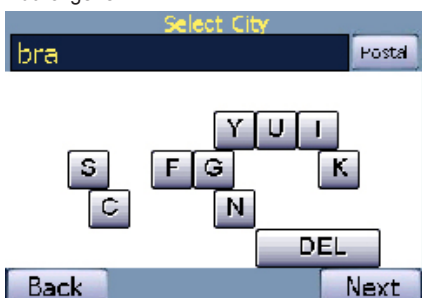 Select City
bra Postal
Y U I
S F G K
C N
DEL
Back Next